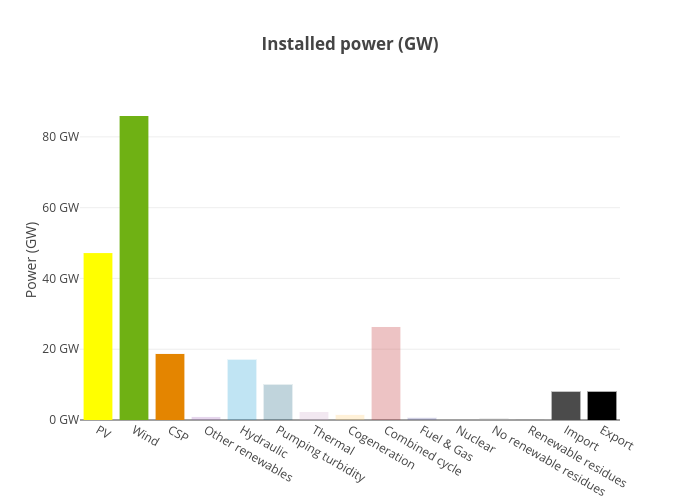 Installed power (GW)
Power (GW)
80 GW
60 GW
40 GW
20 GW
0 GW
PV
Wind
CSP
Other renewables
Hydraulic
Pumping turbidity
Thermal
Cogeneration
Combined cycle
Fuel & Gas
Nuclear
No renewable residues
Renewable residues
Import
Export